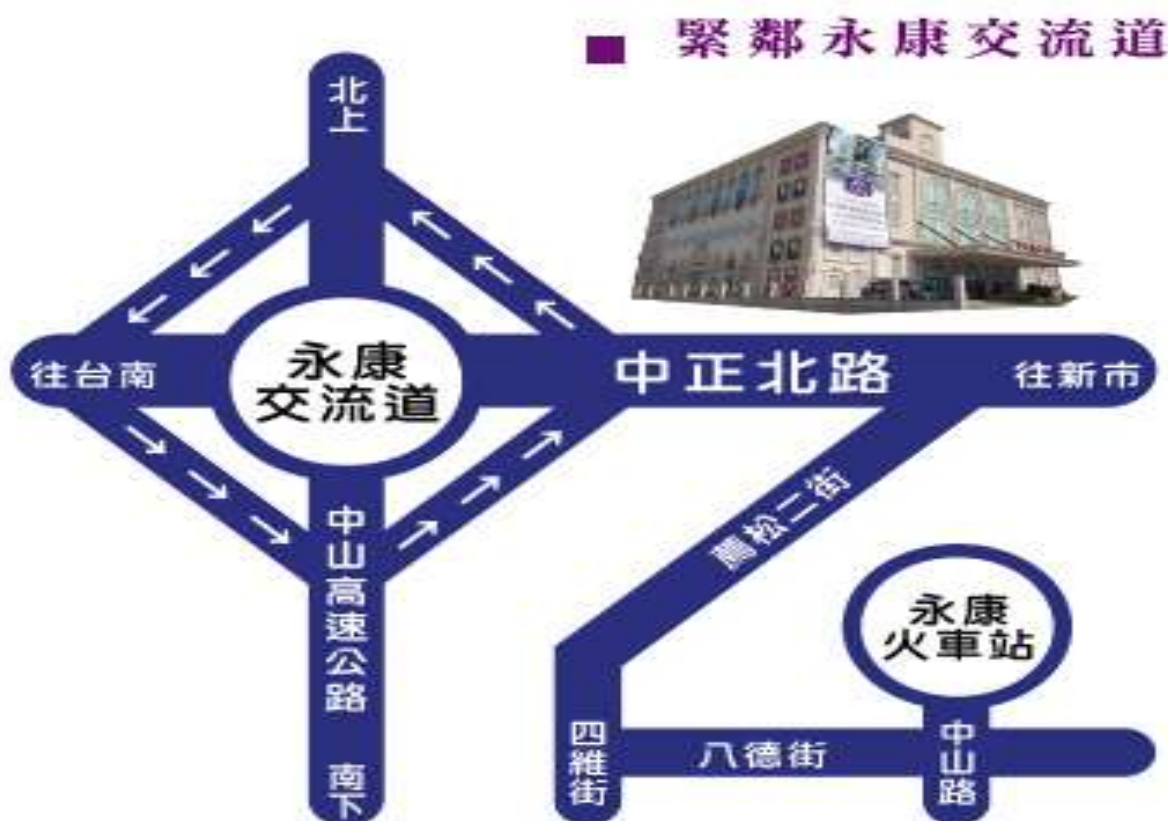 ■ 緊鄰永康交流道
北上
往台南
永康
交流道
中正北路
往新市
中山高速公路
南下
蔦松二街
永康
火車站
四維街
八德街
中山路